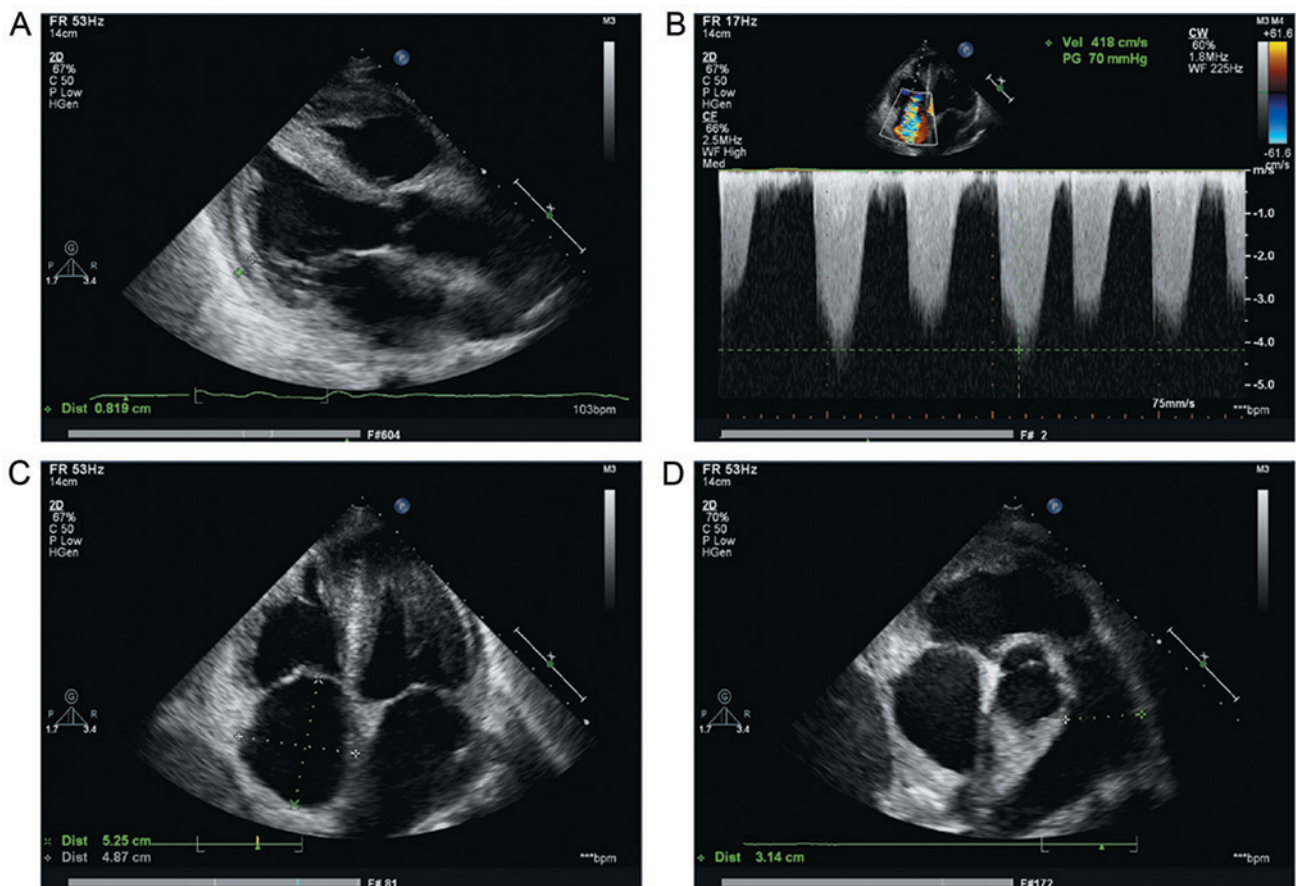 A
FR 53Hz
14cm
2D
67%
C 50
P Low
HGen
M3
P
G
P R
1.7 3.4
x
Dist 0.819 cm
103bpm
F#604
B
FR 17Hz
14cm
2D
67%
C 50
P Low
HGen
CF
66%
2.5MHz
WF High
Med
P
Vel 418 cm/s
PG 70 mmHg
CW
60%
1.8MHz
WF 225Hz
M3 M4
+61.6
-61.6
cm/s
m/s
-1.0
-2.0
-3.0
-4.0
-5.0
75mm/s
***bpm
F# 2
C
FR 53Hz
14cm
2D
67%
C 50
P Low
HGen
M3
P
G
P R
1.7 3.4
x
Dist 5.25 cm
Dist 4.87 cm
***bpm
F# 81
D
FR 53Hz
14cm
2D
70%
C 50
P Low
HGen
M3
P
G
P R
1.7 3.4
x
Dist 3.14 cm
***bpm
F#172